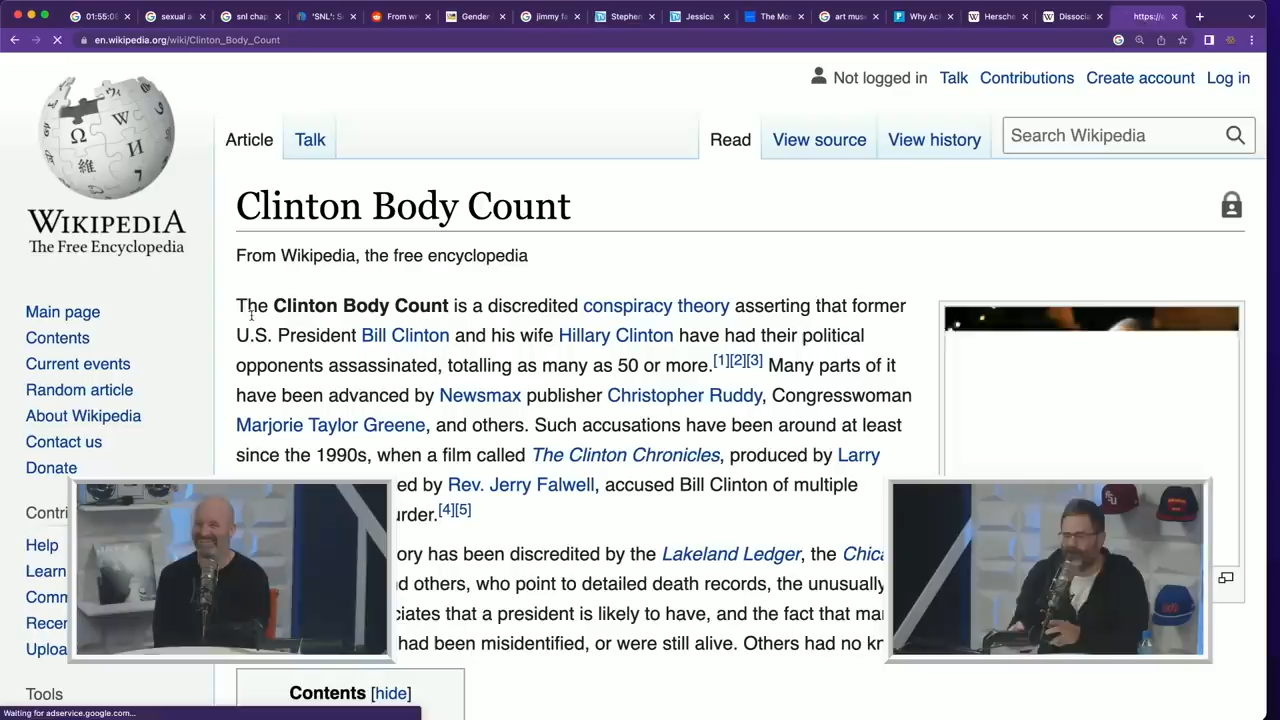 01:55:0
sexual a
snl chap
'SNL': S
From w
Gender
jimmy fa
Stephen
Jessica
The Mo
art mus
Why Ac
Hersche
Dissocia
https://e
en.wikipedia.org/wiki/Clinton_Body_Count
Not logged in Talk Contributions Create account Log in
Article Talk Read View source View history Search Wikipedia
WIKIPEDIA
The Free Encyclopedia
Clinton Body Count
From Wikipedia, the free encyclopedia
The Clinton Body Count is a discredited conspiracy theory asserting that former
U.S. President Bill Clinton and his wife Hillary Clinton have had their political
opponents assassinated, totalling as many as 50 or more.[1][2][3] Many parts of it
have been advanced by Newsmax publisher Christopher Ruddy, Congresswoman
Marjorie Taylor Greene, and others. Such accusations have been around at least
since the 1990s, when a film called The Clinton Chronicles, produced by Larry
ed by Rev. Jerry Falwell, accused Bill Clinton of multiple
urder.[4][5]
ory has been discredited by the Lakeland Ledger, the Chica
d others, who point to detailed death records, the unusually
ciates that a president is likely to have, and the fact that man
had been misidentified, or were still alive. Others had no kn
Contents [hide]
Main page
Contents
Current events
Random article
About Wikipedia
Contact us
Donate
Contri
Help
Learn
Comm
Recen
Uploa
Tools
Waiting for adservice.google.com...